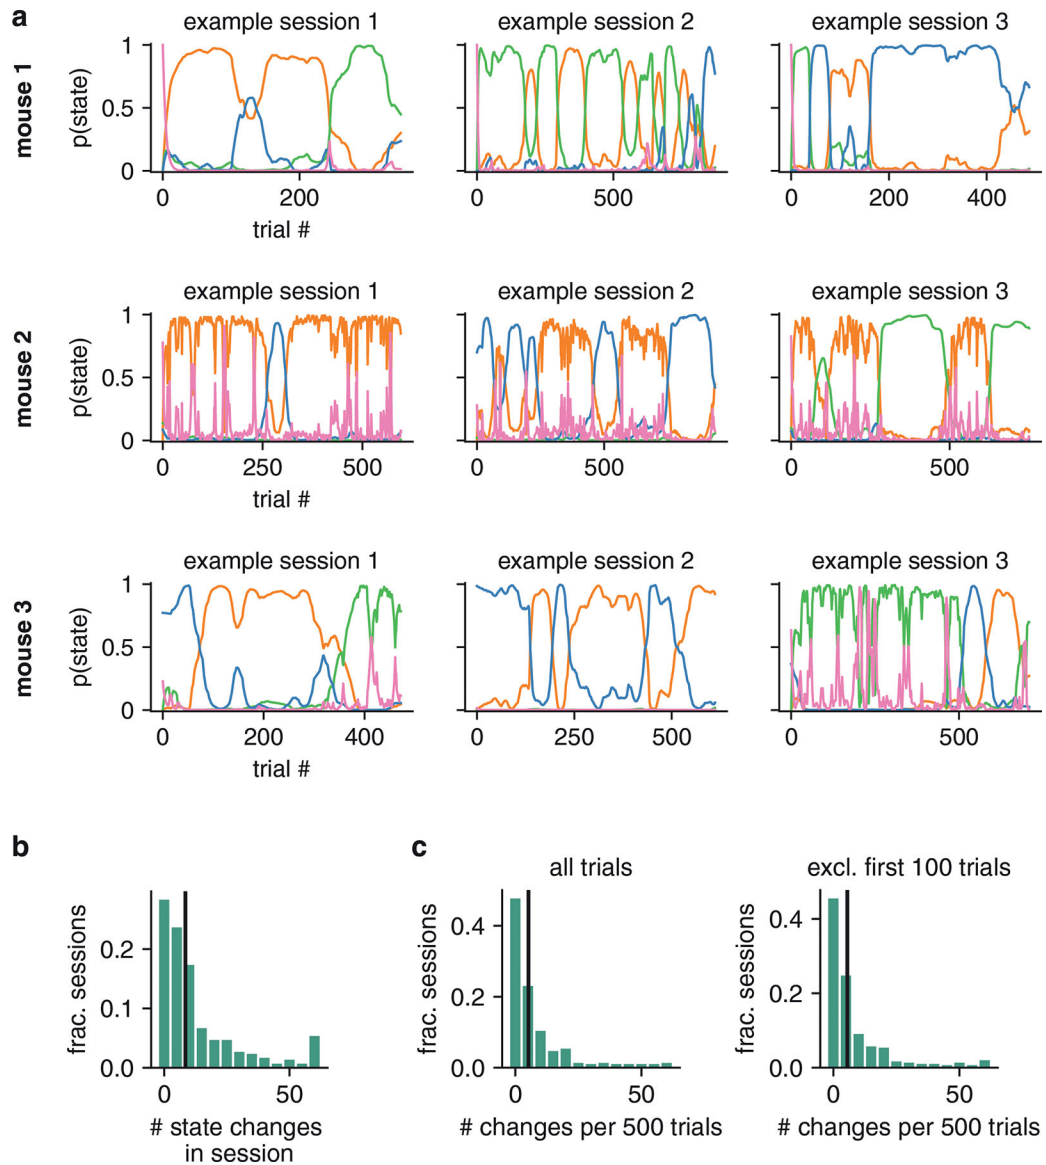 a
example session 1
example session 2
example session 3
mouse 1
p(state)
1
0.5
0
0
200
0
500
0
200
400
trial #
example session 1
example session 2
example session 3
mouse 2
p(state)
1
0.5
0
0
250
500
0
500
0
500
trial #
example session 1
example session 2
example session 3
mouse 3
p(state)
1
0.5
0
0
200
400
0
250
500
0
500
trial #
b
frac. sessions
0.2
0.1
0.0
0
50
# state changes
in session
c
all trials
frac. sessions
0.4
0.2
0.0
0
50
# changes per 500 trials
excl. first 100 trials
frac. sessions
0.4
0.2
0.0
0
50
# changes per 500 trials